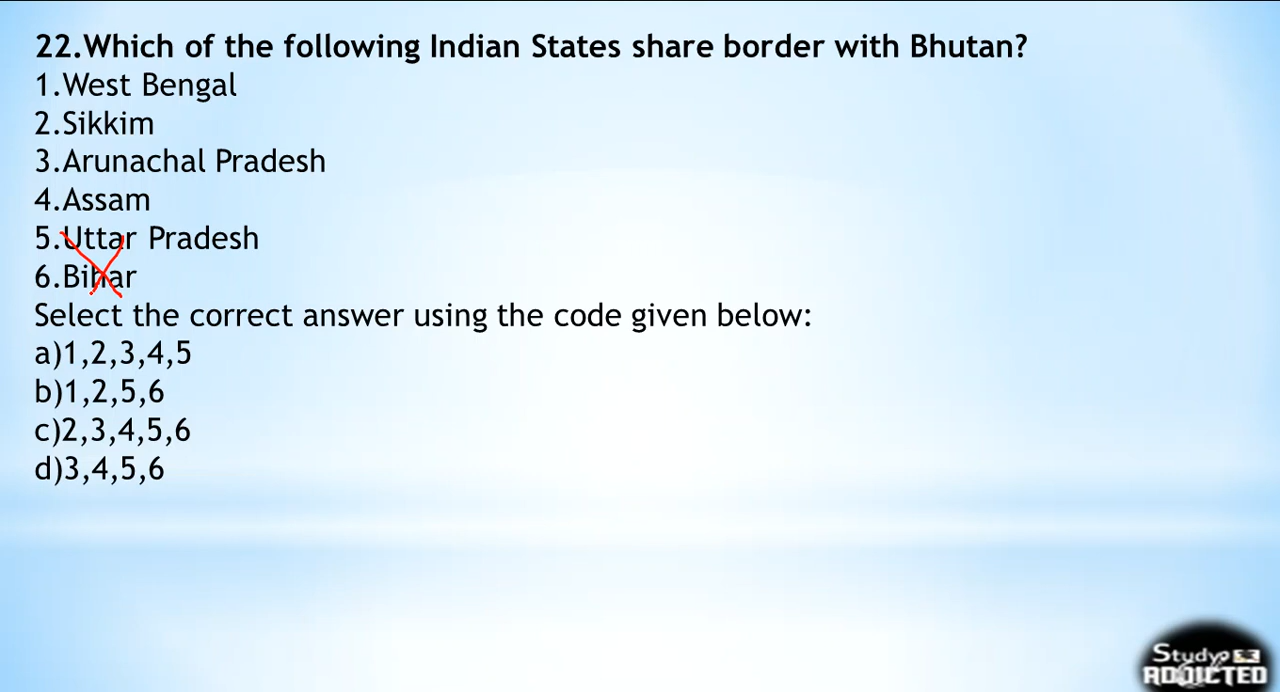 22.Which of the following Indian States share border with Bhutan?
1.West Bengal
2.Sikkim
3.Arunachal Pradesh
4.Assam
5.Uttar Pradesh
6.Bihar
Select the correct answer using the code given below:
a)1,2,3,4,5
b)1,2,5,6
c)2,3,4,5,6
d)3,4,5,6
Study
ADDICTED